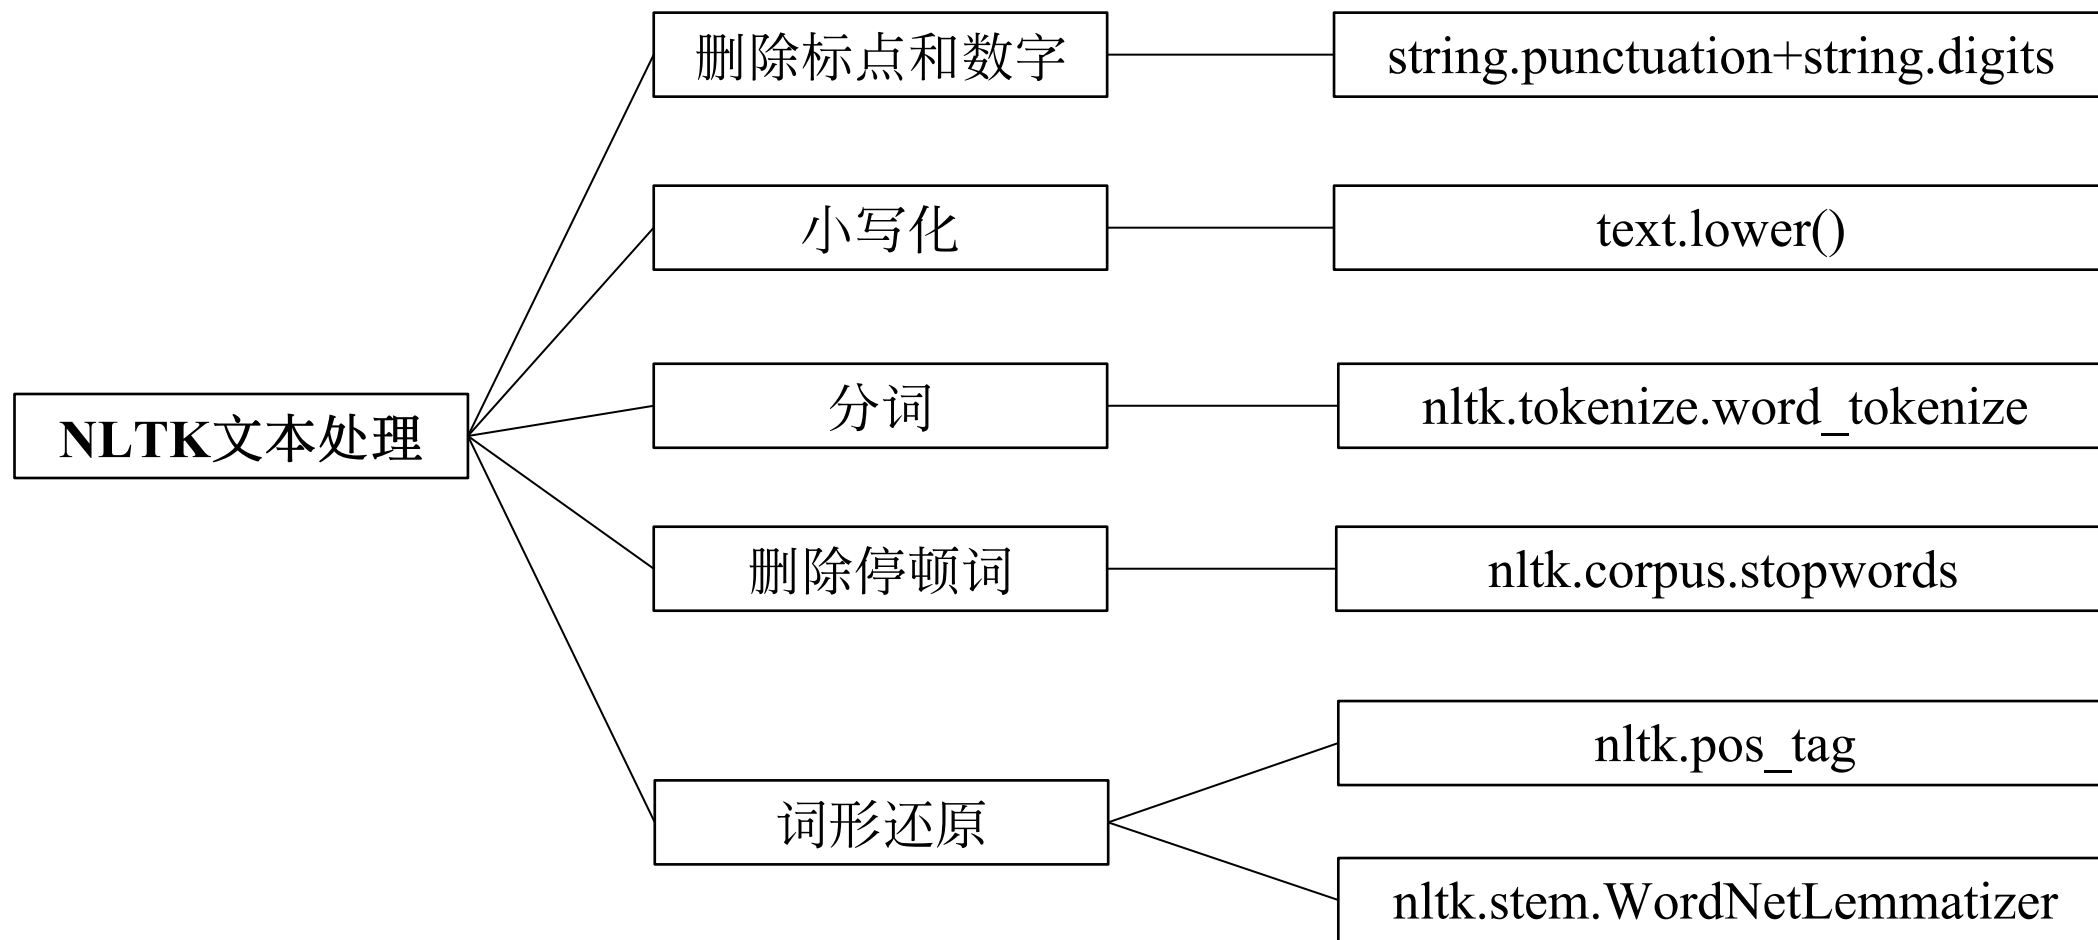 删除标点和数字
string.punctuation+string.digits
小写化
text.lower()
NLTK文本处理
分词
nltk.tokenize.word_tokenize
删除停顿词
nltk.corpus.stopwords
词形还原
nltk.pos_tag
nltk.stem.WordNetLemmatizer